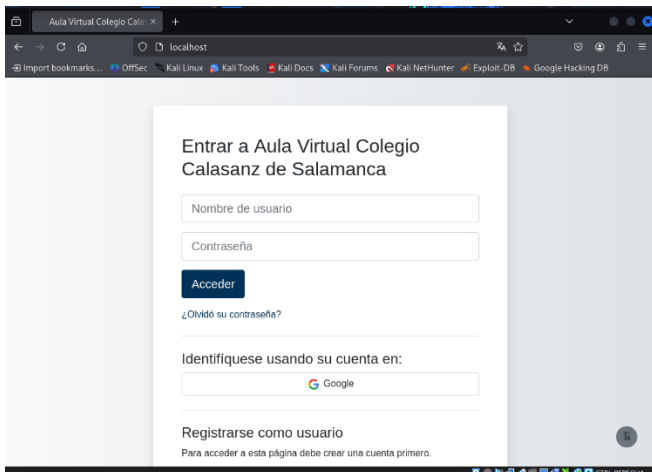 Aula Virtual Colegio Cala
localhost
Import bookmarks... OffSec Kali Linux Kali Tools Kali Docs Kali Forums Kali NetHunter Exploit-DB Google Hacking DB
Entrar a Aula Virtual Colegio
Calasanz de Salamanca
Nombre de usuario
Contraseña
Acceder
¿Olvidó su contraseña?
Identifíquese usando su cuenta en:
Google
Registrarse como usuario
Para acceder a esta página debe crear una cuenta primero.
CTRL DERECHA